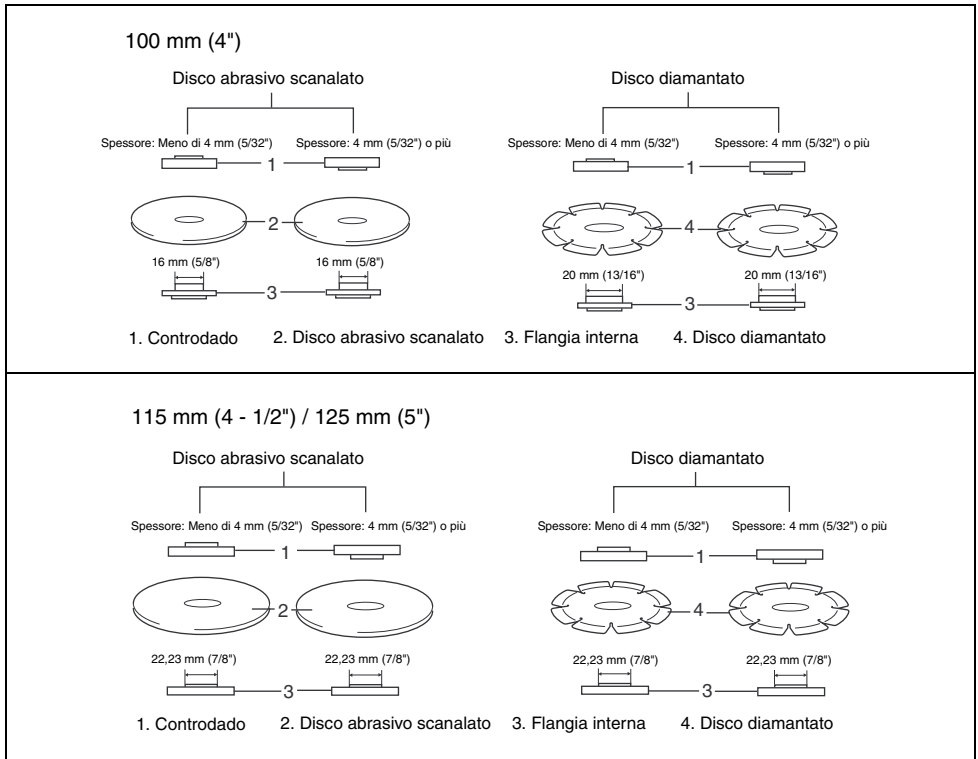 100 mm (4")
Disco abrasivo scanalato
Spessore: Meno di 4 mm (5/32") Spessore: 4 mm (5/32") o più
1
2
16 mm (5/8") 16 mm (5/8")
3
Disco diamantato
Spessore: Meno di 4 mm (5/32") Spessore: 4 mm (5/32") o più
1
4
20 mm (13/16") 20 mm (13/16")
3
1. Controdado 2. Disco abrasivo scanalato 3. Flangia interna 4. Disco diamantato
115 mm (4 - 1/2") / 125 mm (5")
Disco abrasivo scanalato
Spessore: Meno di 4 mm (5/32") Spessore: 4 mm (5/32") o più
1
2
22,23 mm (7/8") 22,23 mm (7/8")
3
Disco diamantato
Spessore: Meno di 4 mm (5/32") Spessore: 4 mm (5/32") o più
1
4
22,23 mm (7/8") 22,23 mm (7/8")
3
1. Controdado 2. Disco abrasivo scanalato 3. Flangia interna 4. Disco diamantato